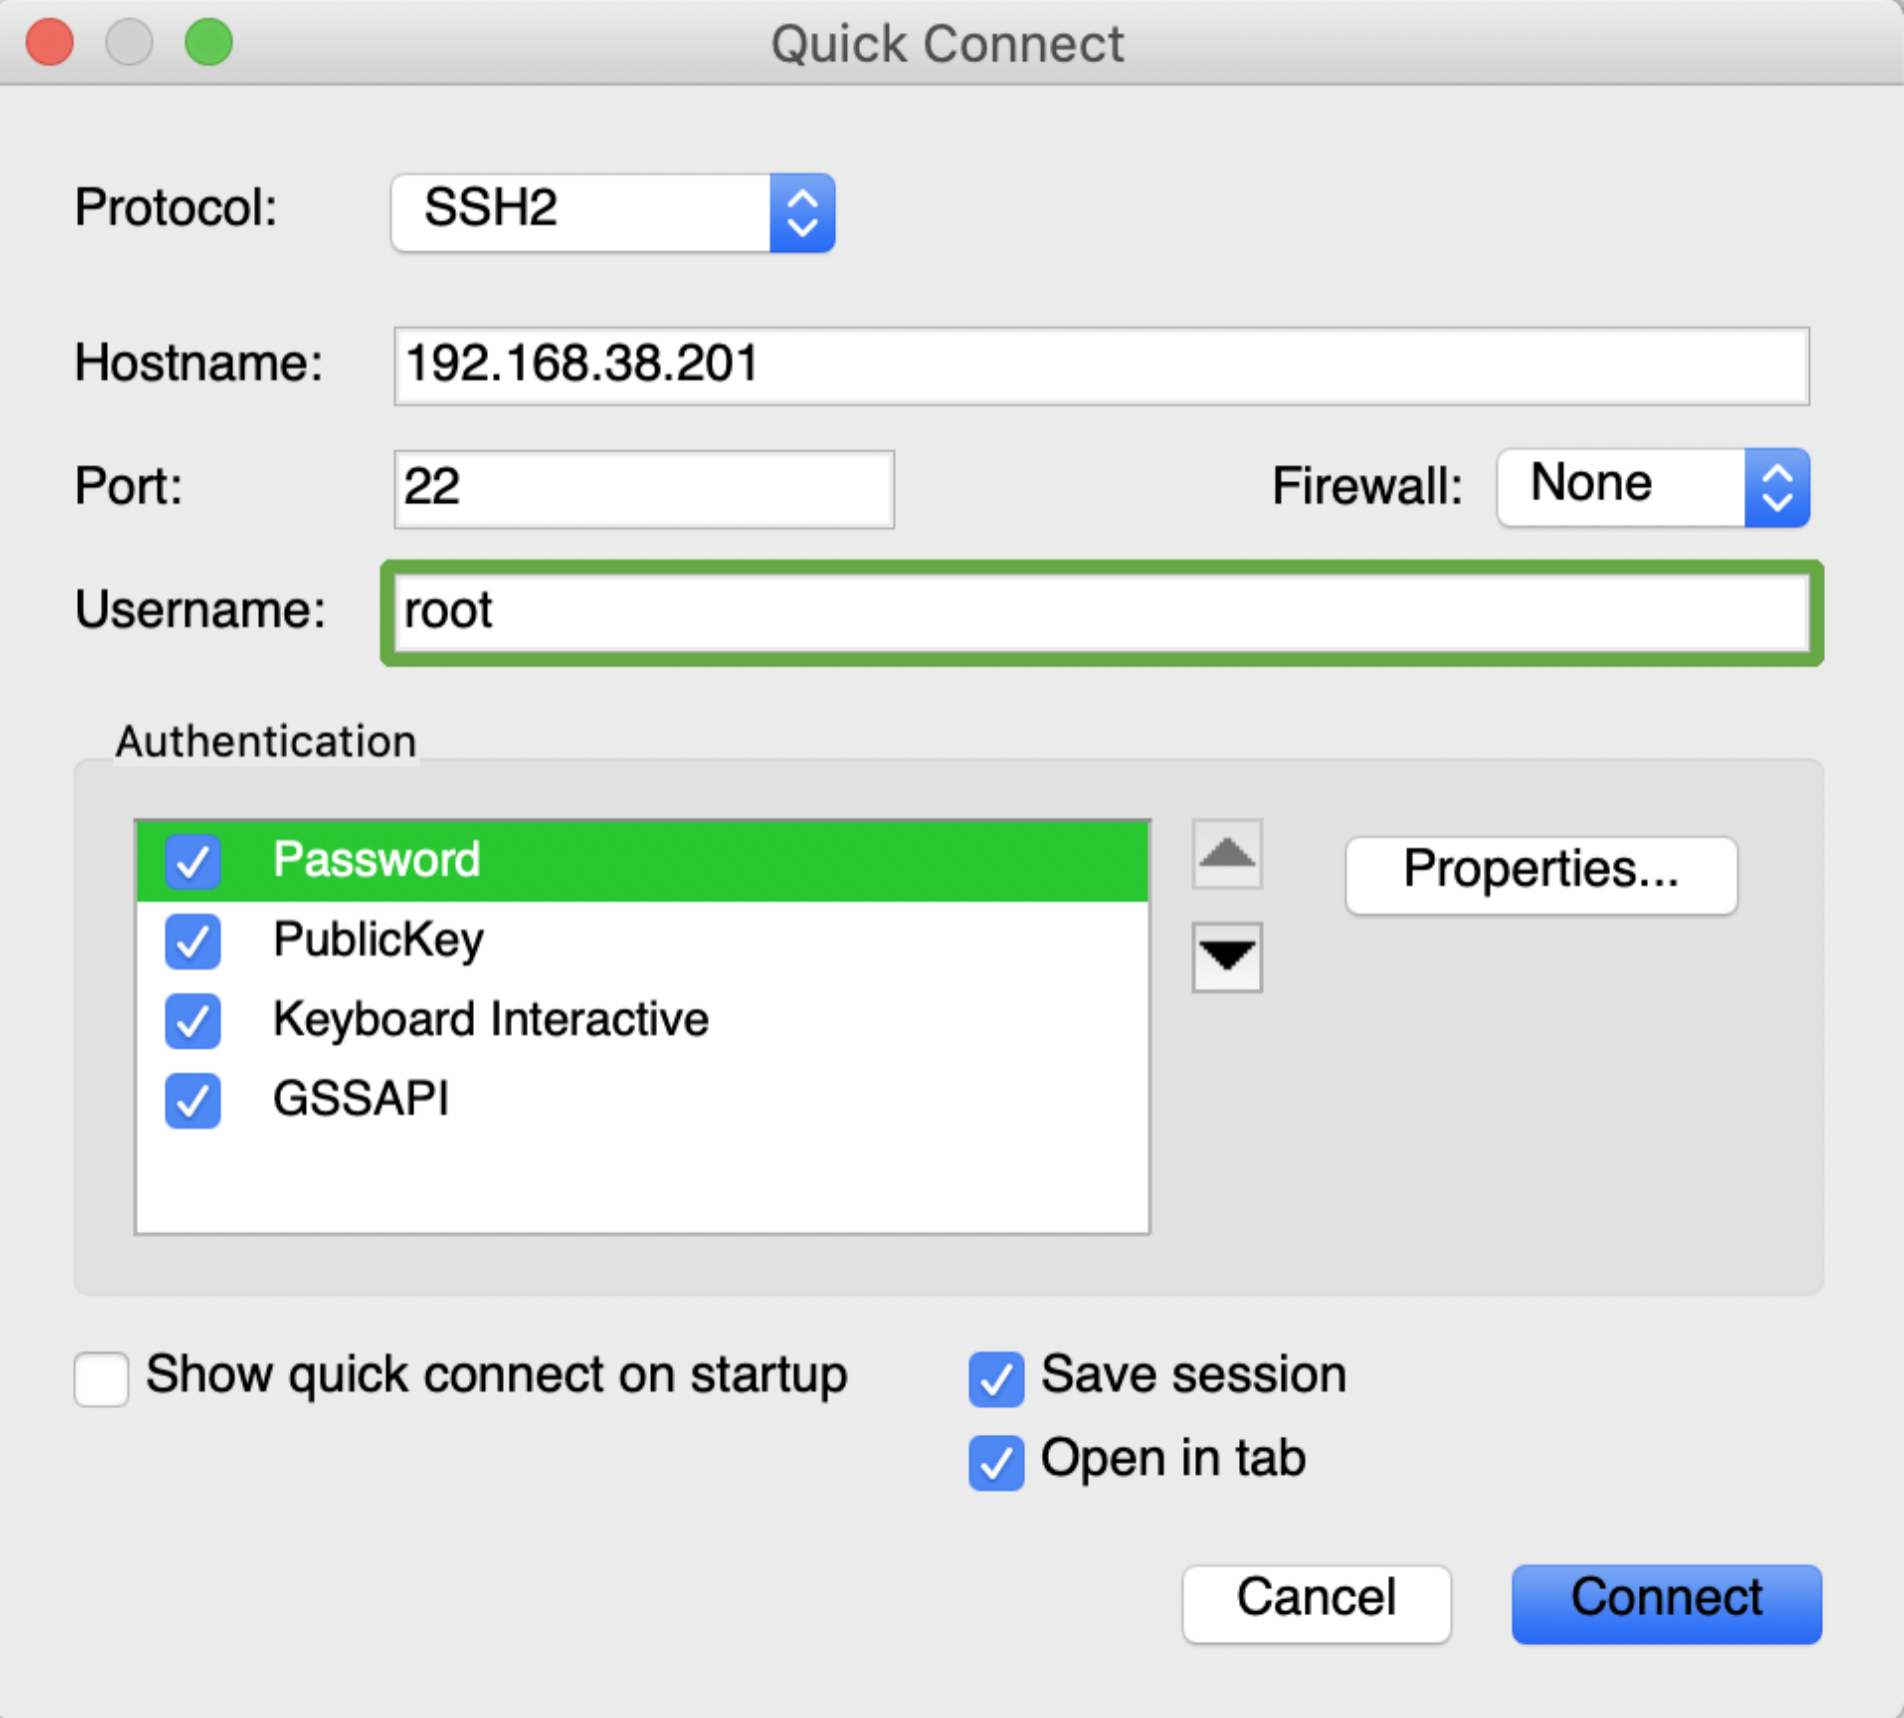 Quick Connect
Protocol: SSH2
Hostname: 192.168.38.201
Port: 22 Firewall: None
Username: root
Authentication
Password
Properties...
PublicKey
Keyboard Interactive
GSSAPI
Show quick connect on startup Save session
Open in tab
Cancel Connect